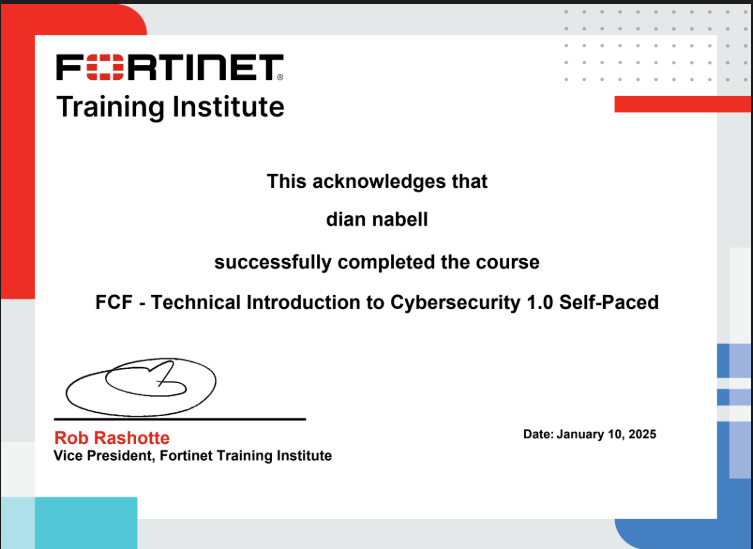 FORTINET®
Training Institute
This acknowledges that
dian nabell
successfully completed the course
FCF - Technical Introduction to Cybersecurity 1.0 Self-Paced
Rob Rashotte
Vice President, Fortinet Training Institute
Date: January 10, 2025